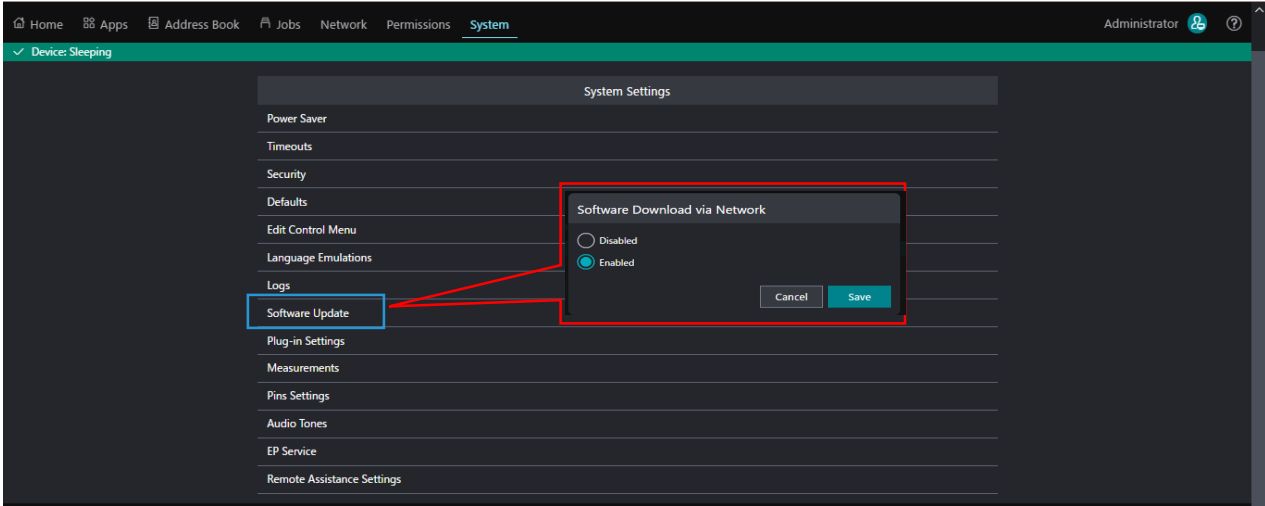 Home Apps Address Book Jobs Network Permissions System Administrator ?
Device: Sleeping
System Settings
Power Saver
Timeouts
Security
Defaults
Edit Control Menu
Language Emulations
Logs
Software Update
Plug-in Settings
Measurements
Pins Settings
Audio Tones
EP Service
Remote Assistance Settings
Software Download via Network
Disabled
Enabled
Cancel Save